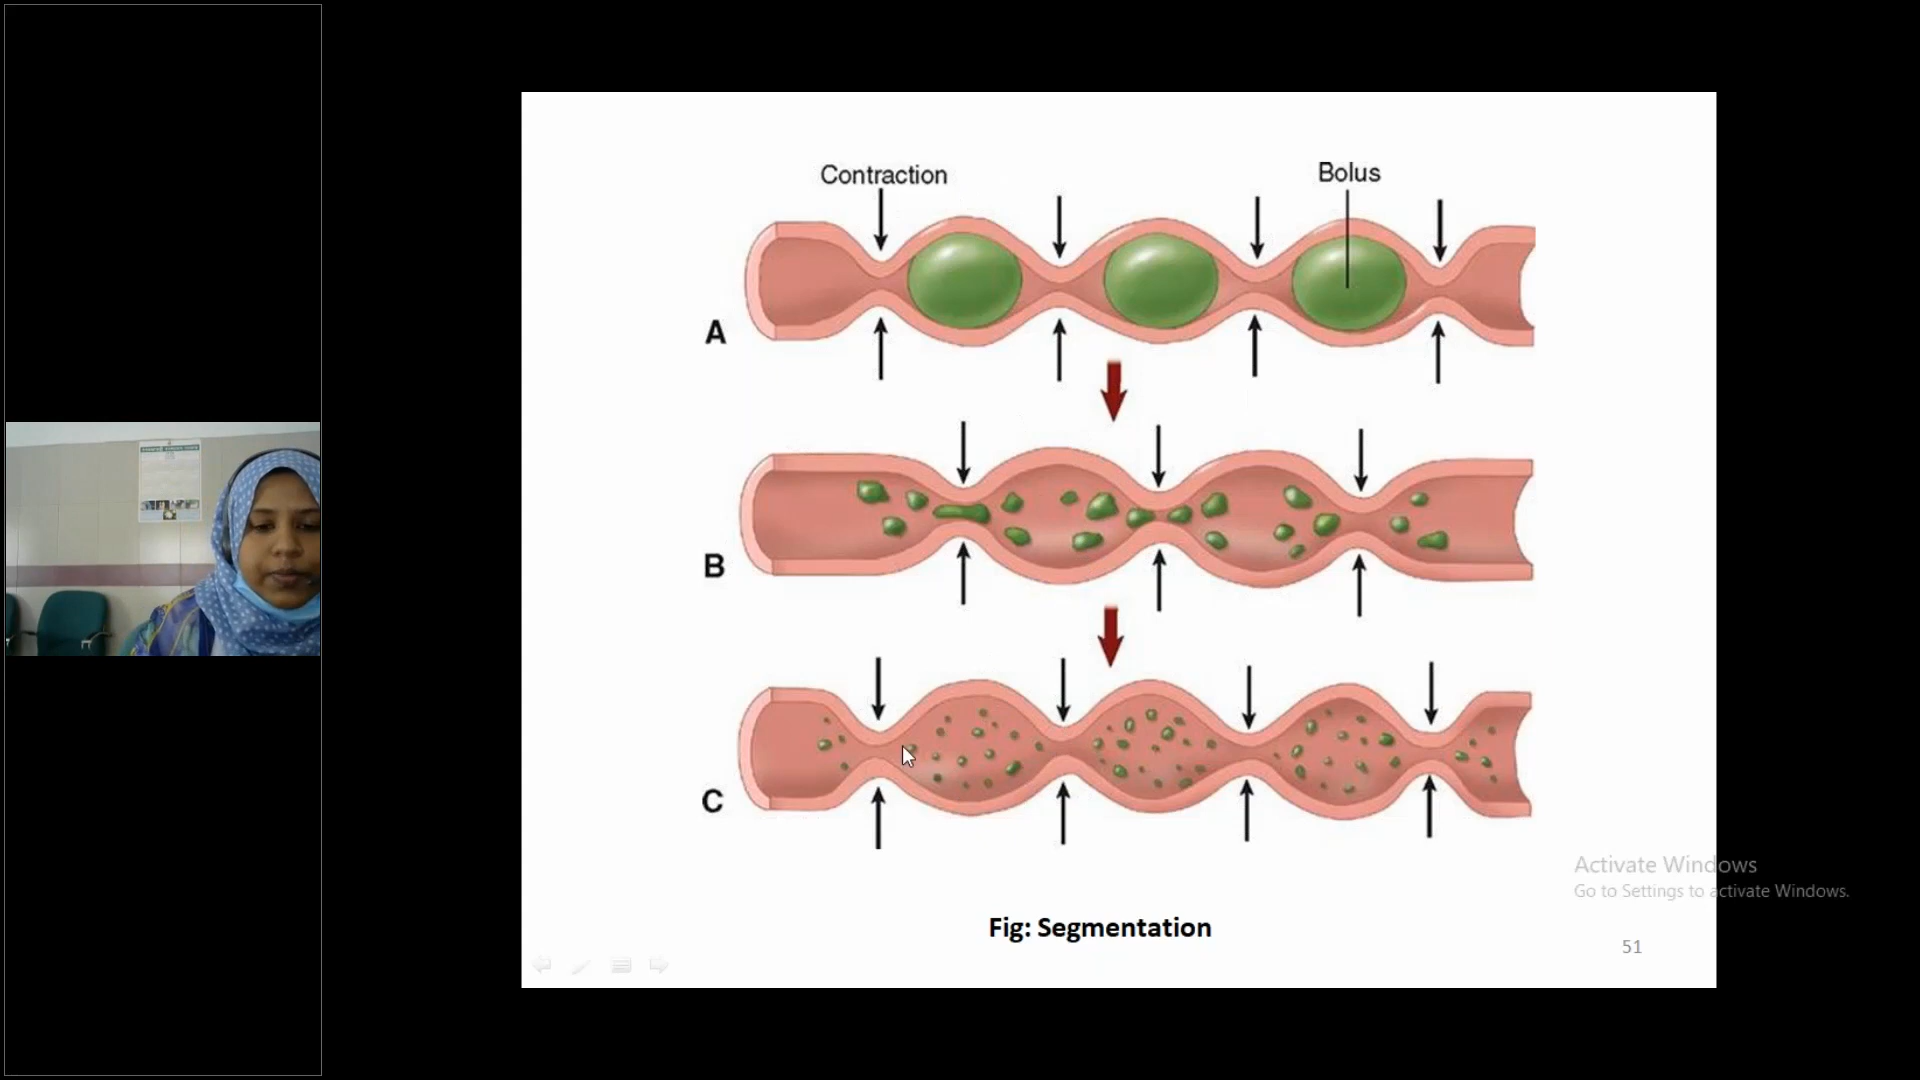 Contraction
Bolus
A
B
C
Fig: Segmentation
Activate Windows
Go to Settings to activate Windows.
51